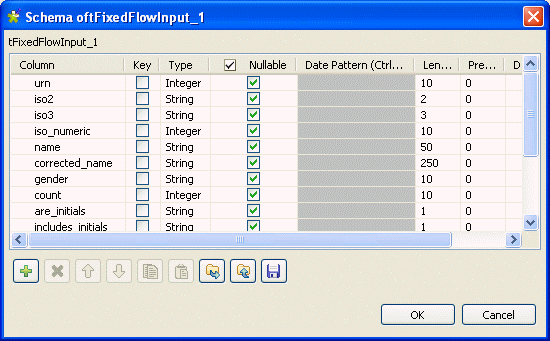 Schema oftFixedFlowInput_1
tFixedFlowInput_1
Column Key Type Nullable Date Pattern (Ctrl... Len... Pre... D
urn Integer 10 0
iso2 String 2 0
iso3 String 3 0
iso_numeric Integer 10 0
name String 50 0
corrected_name String 250 0
gender String 10 0
count Integer 10 0
are_initials String 1 0
includes_initials String 1 0
OK Cancel